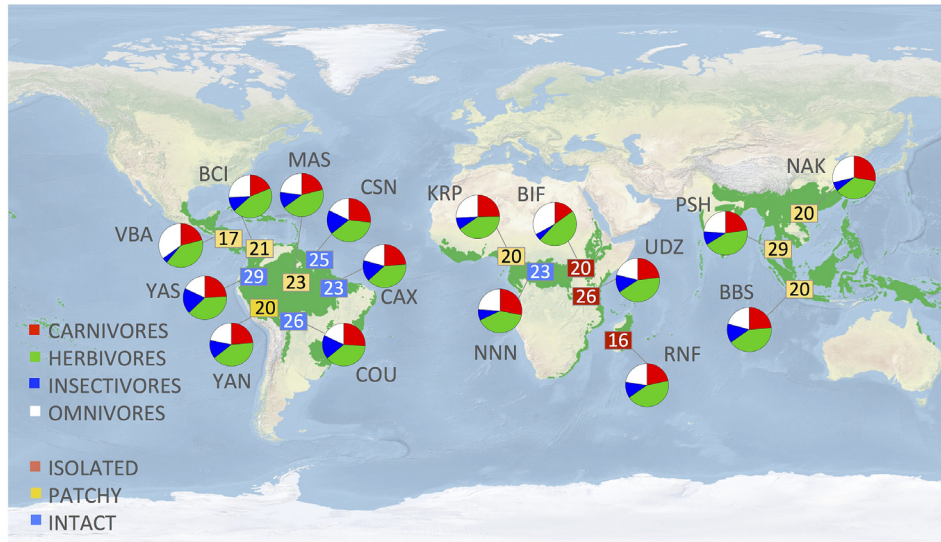 MAS
BCI
CSN
KRP
BIF
NAK
PSH
UDZ
VBA
17
21
25
20
23
20
20
29
YAS
29
23
23
CAX
26
20
BBS
20
26
16
CARNIVORES
HERBIVORES
INSECTIVORES
OMNIVORES
YAN
COU
NNN
RNF
ISOLATED
PATCHY
INTACT